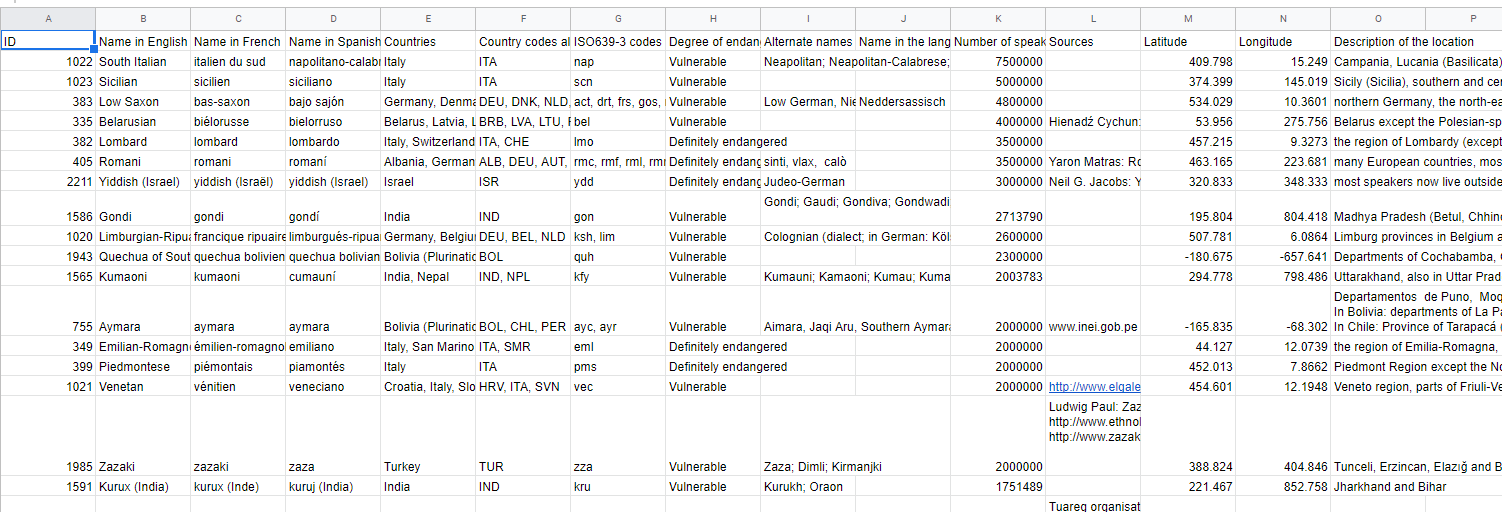 A B C D E F G H I J K L M N O P
ID Name in English Name in French Name in Spanish Countries Country codes al ISO639-3 codes Degree of endan Alternate names Name in the lang Number of speak Sources Latitude Longitude Description of the location
1022 South Italian italien du sud napolitano-calabr Italy ITA nap Vulnerable Neapolitan; Neapolitan-Calabrese; 7500000 409.798 15.249 Campania, Lucania (Basilicata)
1023 Sicilian sicilien siciliano Italy ITA scn Vulnerable 5000000 374.399 145.019 Sicily (Sicilia), southern and cen
383 Low Saxon bas-saxon bajo sajón Germany, Denma DEU, DNK, NLD, act, drt, frs, gos, Vulnerable Low German, Nie Neddersassisch 4800000 534.029 10.3601 northern Germany, the north-ea
335 Belarusian biélorusse bielorruso Belarus, Latvia, L BRB, LVA, LTU, bel Vulnerable 4000000 Hienadź Cychun: 53.956 275.756 Belarus except the Polesian-sp
382 Lombard lombard lombardo Italy, Switzerland ITA, CHE lmo Definitely endangered 3500000 457.215 9.3273 the region of Lombardy (except
405 Romani romani romaní Albania, German ALB, DEU, AUT, rmc, rmf, rml, rmr Definitely endang sinti, vlax, calò 3500000 Yaron Matras: Ro 463.165 223.681 many European countries, mos
2211 Yiddish (Israel) yiddish (Israël) yiddish (Israel) Israel ISR ydd Definitely endang Judeo-German 3000000 Neil G. Jacobs: Y 320.833 348.333 most speakers now live outside
1586 Gondi gondi gondí India IND gon Vulnerable Gondi; Gaudi; Gondiva; Gondwadi 2713790 195.804 804.418 Madhya Pradesh (Betul, Chhin
1020 Limburgian-Ripua francique ripuaire limburgués-ripua Germany, Belgiu DEU, BEL, NLD ksh, lim Vulnerable Colognian (dialect; in German: Köls 2600000 507.781 6.0864 Limburg provinces in Belgium a
1943 Quechua of Sout quechua bolivien quechua bolivian Bolivia (Plurinatic BOL quh Vulnerable 2300000 -180.675 -657.641 Departments of Cochabamba,
1565 Kumaoni kumaoni cumauní India, Nepal IND, NPL kfy Vulnerable Kumauni; Kamaoni; Kumau; Kuma 2003783 294.778 798.486 Uttarakhand, also in Uttar Prad
Departamentos de Puno, Moq
In Bolivia: departments of La Pa
755 Aymara aymara aymara Bolivia (Plurinatic BOL, CHL, PER ayc, ayr Vulnerable Aimara, Jaqi Aru, Southern Aymar 2000000 www.inei.gob.pe -165.835 -68.302 In Chile: Province of Tarapacá (
349 Emilian-Romagn émilien-romagno emiliano Italy, San Marino ITA, SMR eml Definitely endangered 2000000 44.127 12.0739 the region of Emilia-Romagna,
399 Piedmontese piémontais piamontés Italy ITA pms Definitely endangered 2000000 452.013 7.8662 Piedmont Region except the No
1021 Venetan vénitien veneciano Croatia, Italy, Slo HRV, ITA, SVN vec Vulnerable 2000000 http://www.elgale 454.601 12.1948 Veneto region, parts of Friuli-Ve
Ludwig Paul: Zaz
http://www.ethnol
http://www.zazak
1985 Zazaki zazaki zaza Turkey TUR zza Vulnerable Zaza; Dimli; Kirmanjki 2000000 388.824 404.846 Tunceli, Erzincan, Elazığ and B
1591 Kurux (India) kurux (Inde) kuruj (India) India IND kru Vulnerable Kurukh; Oraon 1751489 221.467 852.758 Jharkhand and Bihar
Tuareg organisat